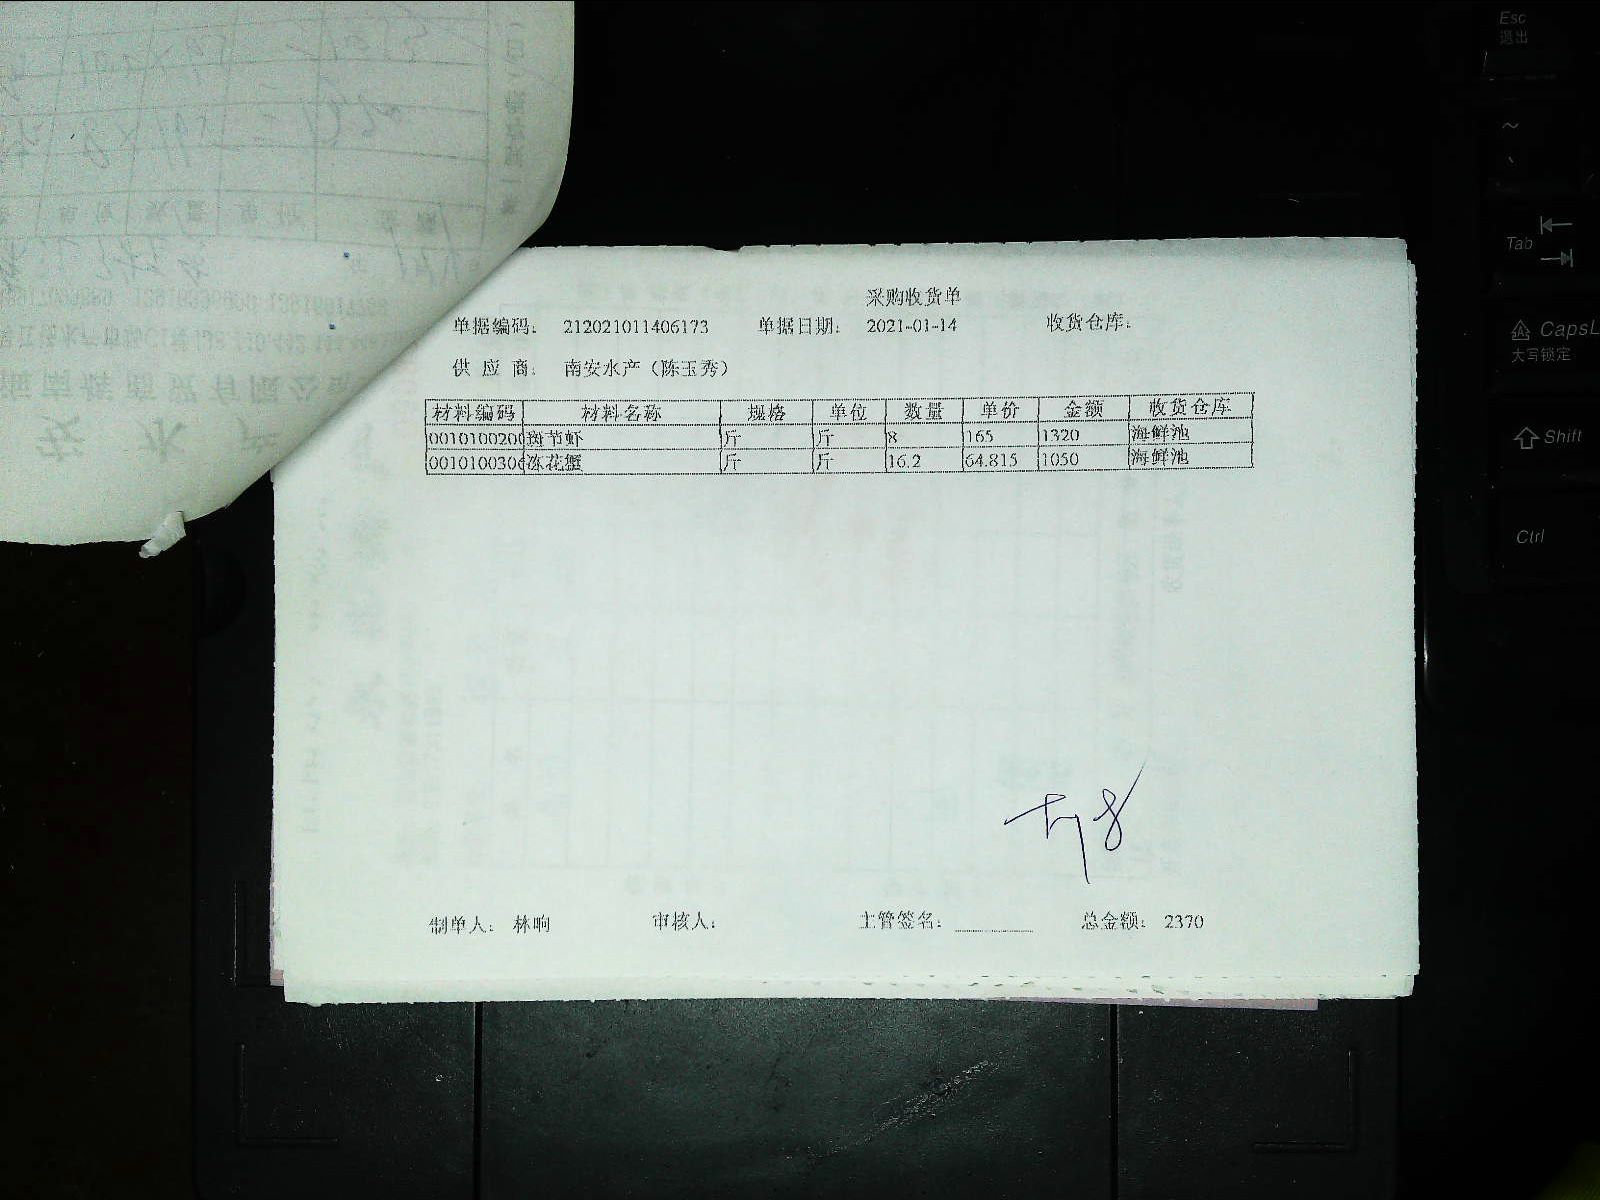 采购收货单
单据编码: 212021011406173 单据日期: 2021-01-14 收货仓库:
供应商: 南安水产（陈玉秀）
材料编码 材料名称 规格 单位 数量 单价 金额 收货仓库
0010100200 斑节虾 斤 斤 8 165 1320 海鲜池
0010100306 冻花蟹 斤 斤 16.2 64.815 1050 海鲜池
制单人: 林晌 审核人: 主管签名: 总金额: 2370
Esc
退出
~
Tab
CapsL
大写锁定
Shift
Ctrl